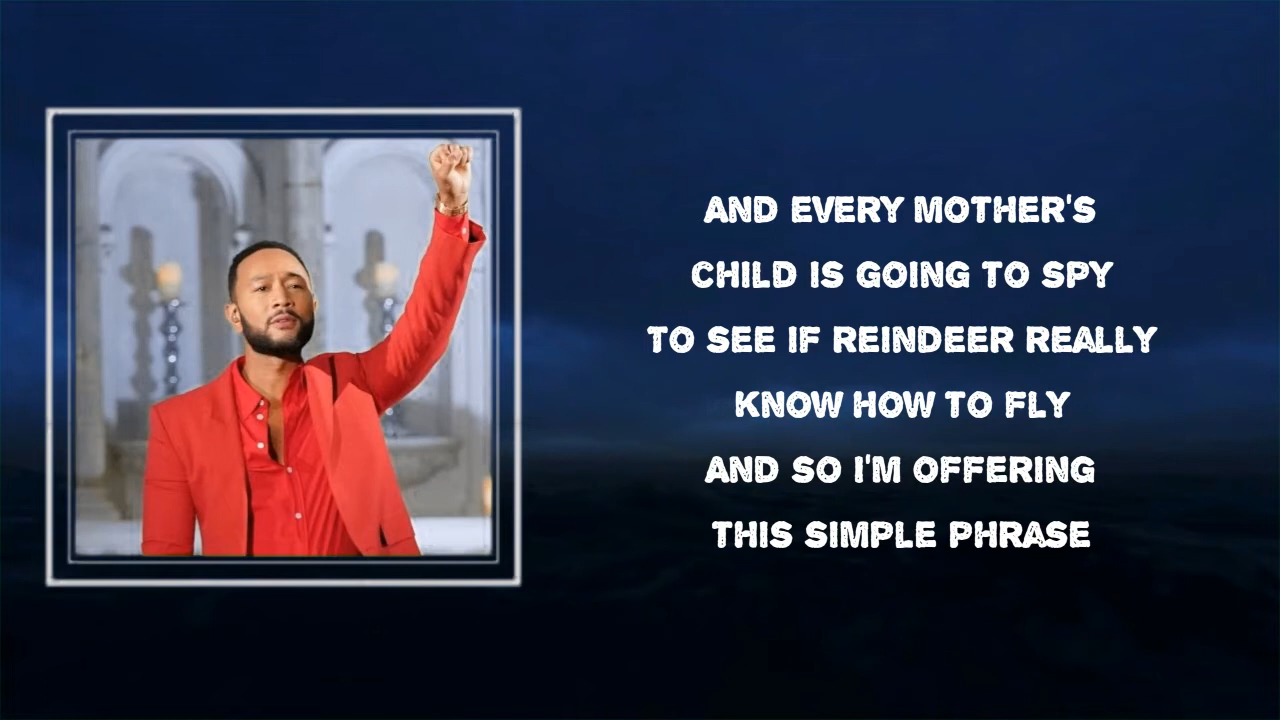 AND EVERY MOTHER'S
CHILD IS GOING TO SPY
TO SEE IF REINDEER REALLY
KNOW HOW TO FLY
AND SO I'M OFFERING
THIS SIMPLE PHRASE